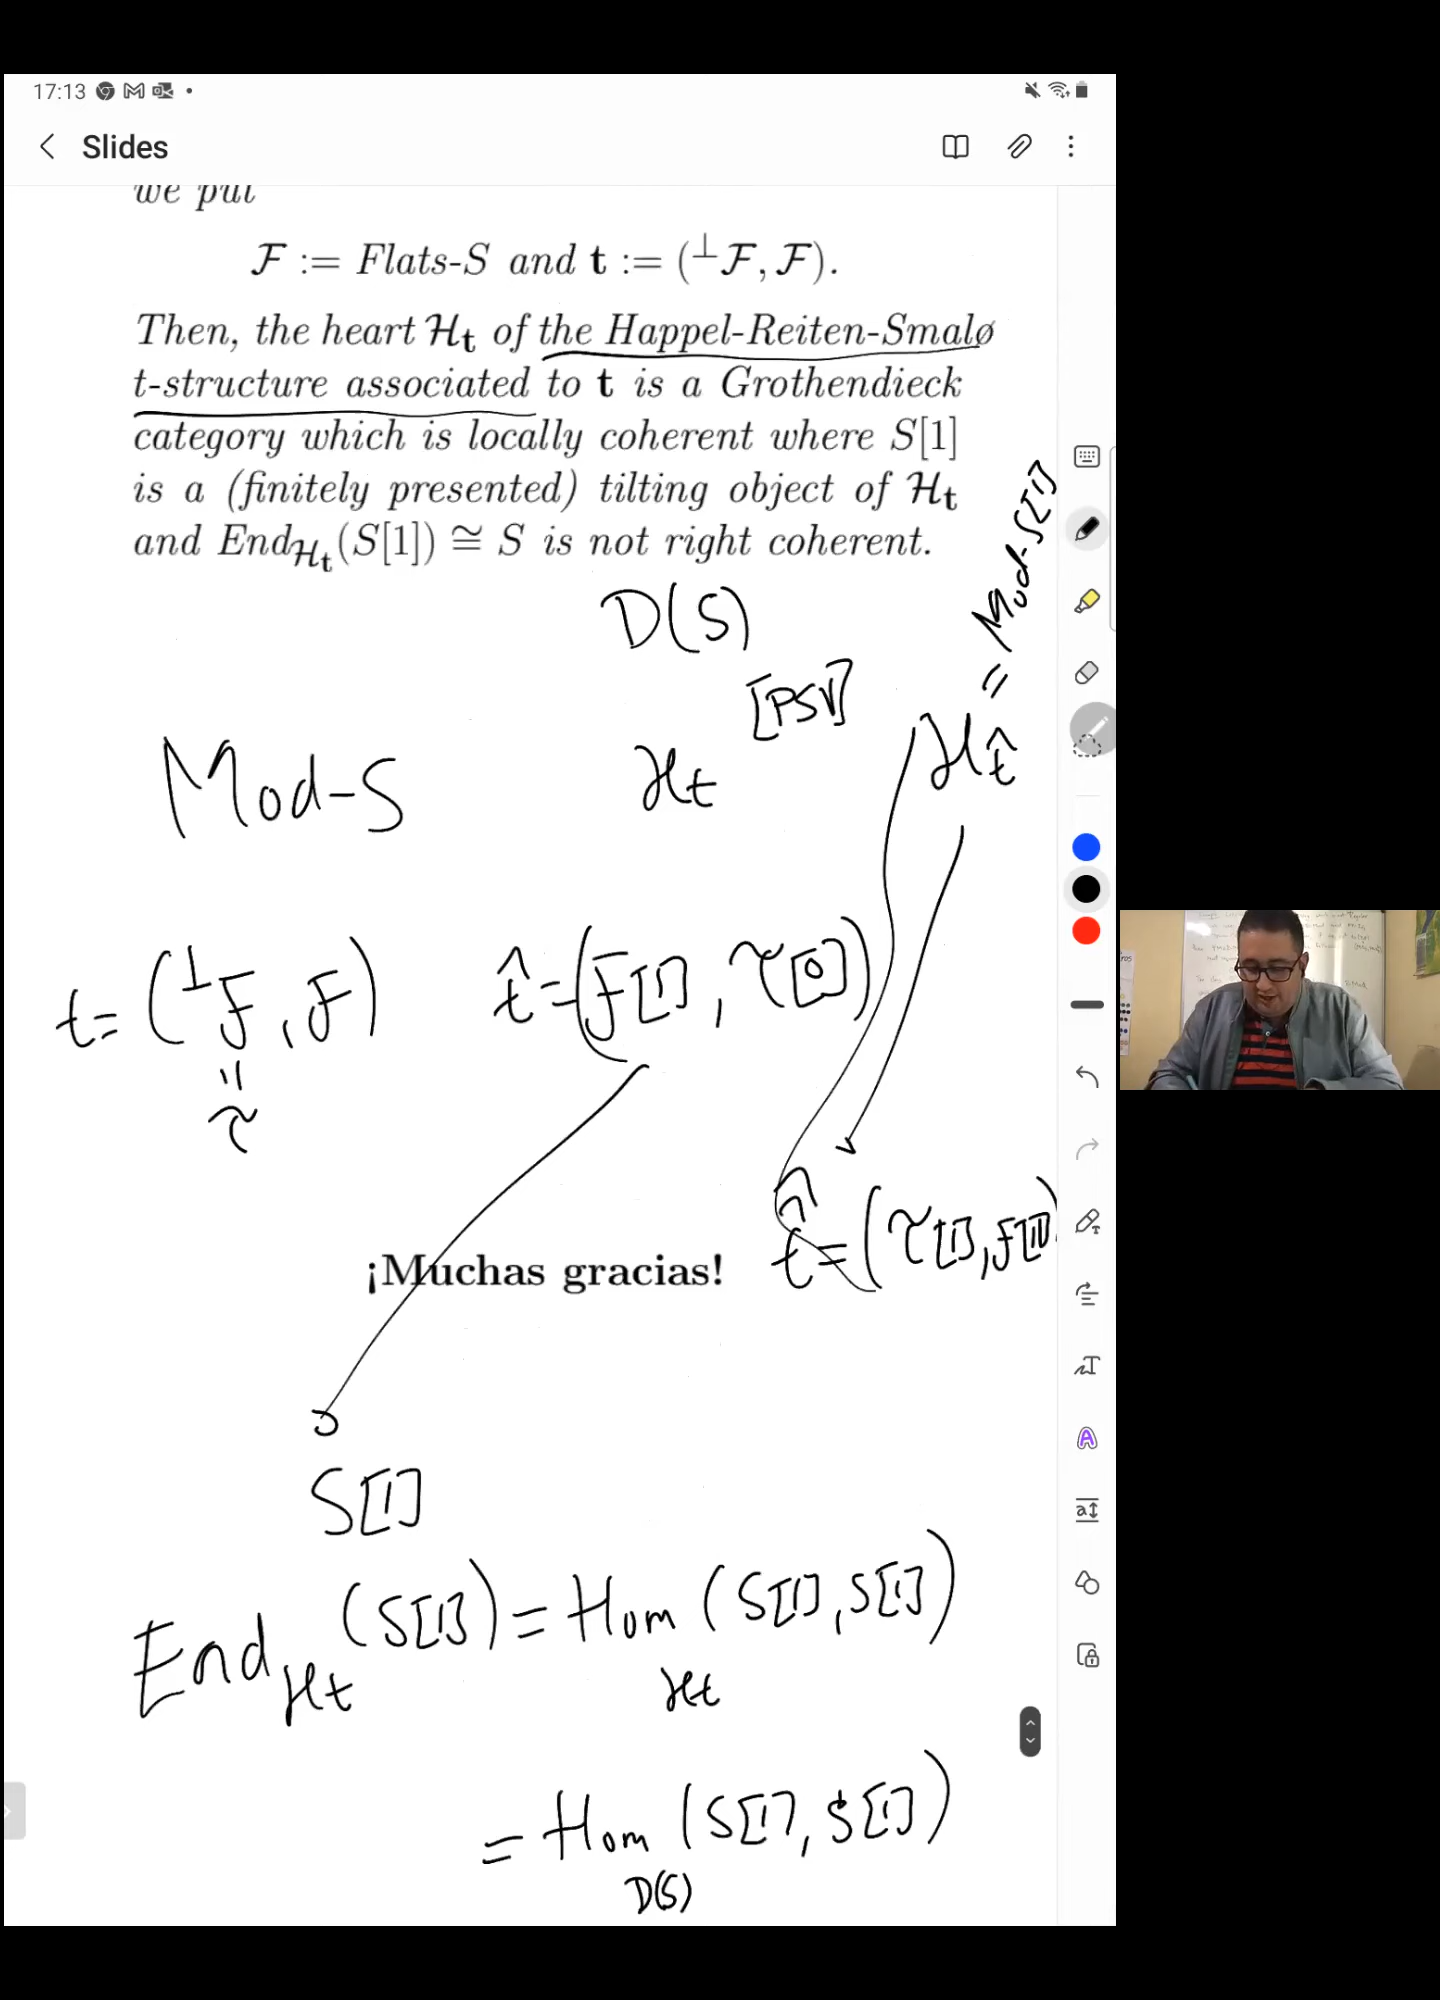 17:13
Slides
we put
𝓕 := Flats-S and t := (⊥𝓕, 𝓕).
Then, the heart 𝓗t of the Happel-Reiten-Smalø
t-structure associated to t is a Grothendieck
category which is locally coherent where S[1]
is a (finitely presented) tilting object of 𝓗t
and End𝓗t(S[1]) ≅ S is not right coherent.
D(S)
[PSV]
= Mod-S[1]
Mod-S
𝓗t
𝓗t̂
t = (⊥𝓕, 𝓕)
=
𝓣
t̂ = (𝓕[1], 𝓣[0])
t̂̂ = (𝓣[1], 𝓕[1])
¡Muchas gracias!
S[1]
End𝓗t (S[1]) = Hom𝓗t (S[1], S[1])
= HomD(S) (S[1], S[1])